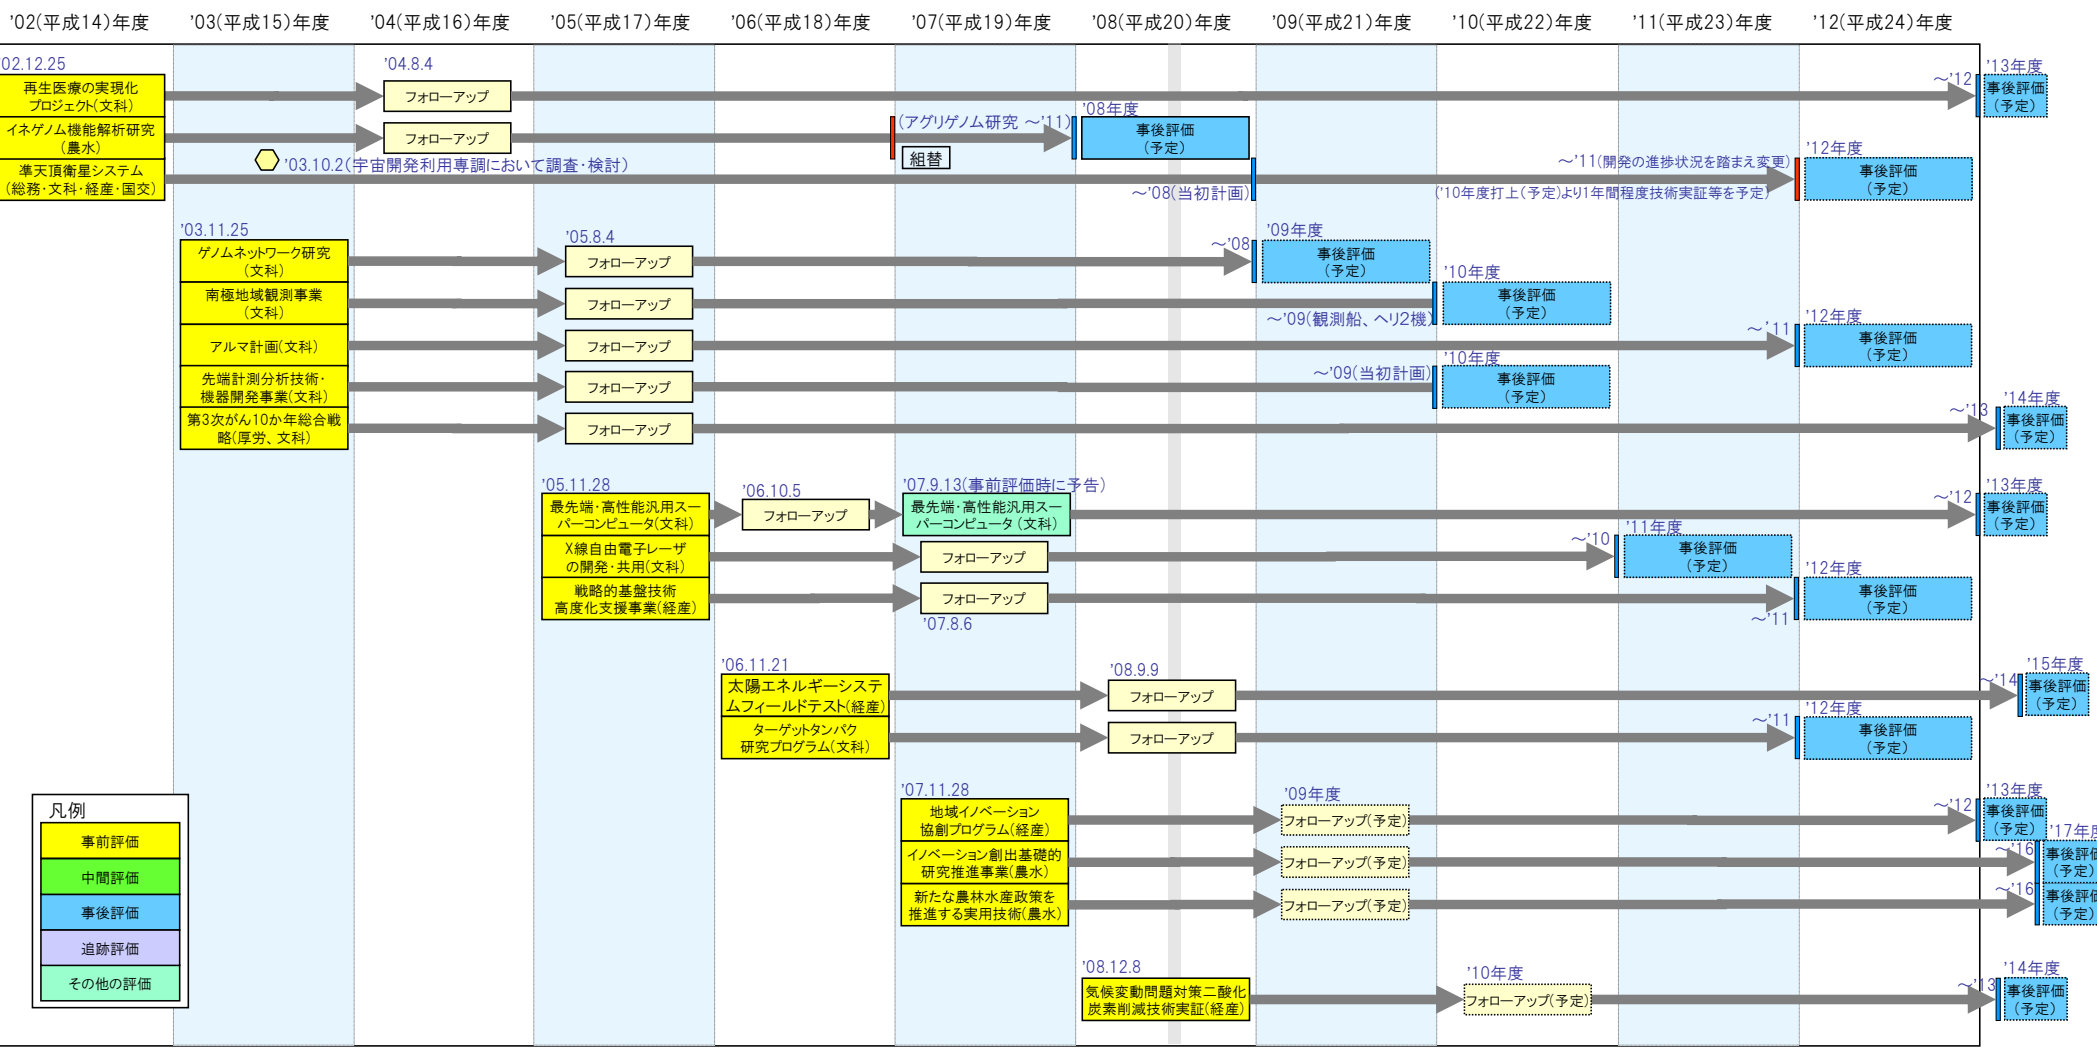 '02(平成14)年度 '03(平成15)年度 '04(平成16)年度 '05(平成17)年度 '06(平成18)年度 '07(平成19)年度 '08(平成20)年度 '09(平成21)年度 '10(平成22)年度 '11(平成23)年度 '12(平成24)年度
'02.12.25
再生医療の実現化
プロジェクト(文科)
'04.8.4
フォローアップ
～'12
'13年度
事後評価
(予定)
イネゲノム機能解析研究
(農水)
フォローアップ
(アグリゲノム研究 ～'11)
組替
'08年度
事後評価
(予定)
準天頂衛星システム
(総務・文科・経産・国交)
'03.10.2(宇宙開発利用専調において調査・検討)
～'08(当初計画)
～'11(開発の進捗状況を踏まえ変更)
('10年度打上(予定)より1年間程度技術実証等を予定)
'12年度
事後評価
(予定)
'03.11.25
ゲノムネットワーク研究
(文科)
'05.8.4
フォローアップ
～'08
'09年度
事後評価
(予定)
南極地域観測事業
(文科)
フォローアップ
～'09(観測船、ヘリ2機)
'10年度
事後評価
(予定)
アルマ計画(文科)
フォローアップ
～'11
'12年度
事後評価
(予定)
先端計測分析技術・
機器開発事業(文科)
フォローアップ
～'09(当初計画)
'10年度
事後評価
(予定)
第3次がん10か年総合戦
略(厚労、文科)
フォローアップ
～'13
'14年度
事後評価
(予定)
'05.11.28
最先端・高性能汎用スー
パーコンピュータ(文科)
'06.10.5
フォローアップ
'07.9.13(事前評価時に予告)
最先端・高性能汎用スー
パーコンピュータ (文科)
～'12
'13年度
事後評価
(予定)
X線自由電子レーザ
の開発・共用(文科)
フォローアップ
～'10
'11年度
事後評価
(予定)
戦略的基盤技術
高度化支援事業(経産)
フォローアップ
'07.8.6
～'11
'12年度
事後評価
(予定)
'06.11.21
太陽エネルギーシステ
ムフィールドテスト(経産)
'08.9.9
フォローアップ
～'14
'15年度
事後評価
(予定)
ターゲットタンパク
研究プログラム(文科)
フォローアップ
～'11
'12年度
事後評価
(予定)
'07.11.28
地域イノベーション
協創プログラム(経産)
'09年度
フォローアップ(予定)
～'12
'13年度
事後評価
(予定)
イノベーション創出基礎的
研究推進事業(農水)
フォローアップ(予定)
～'16
'17年度
事後評価
(予定)
新たな農林水産政策を
推進する実用技術(農水)
フォローアップ(予定)
～'16
事後評価
(予定)
'08.12.8
気候変動問題対策二酸化
炭素削減技術実証(経産)
'10年度
フォローアップ(予定)
～'13
'14年度
事後評価
(予定)
凡例
事前評価
中間評価
事後評価
追跡評価
その他の評価